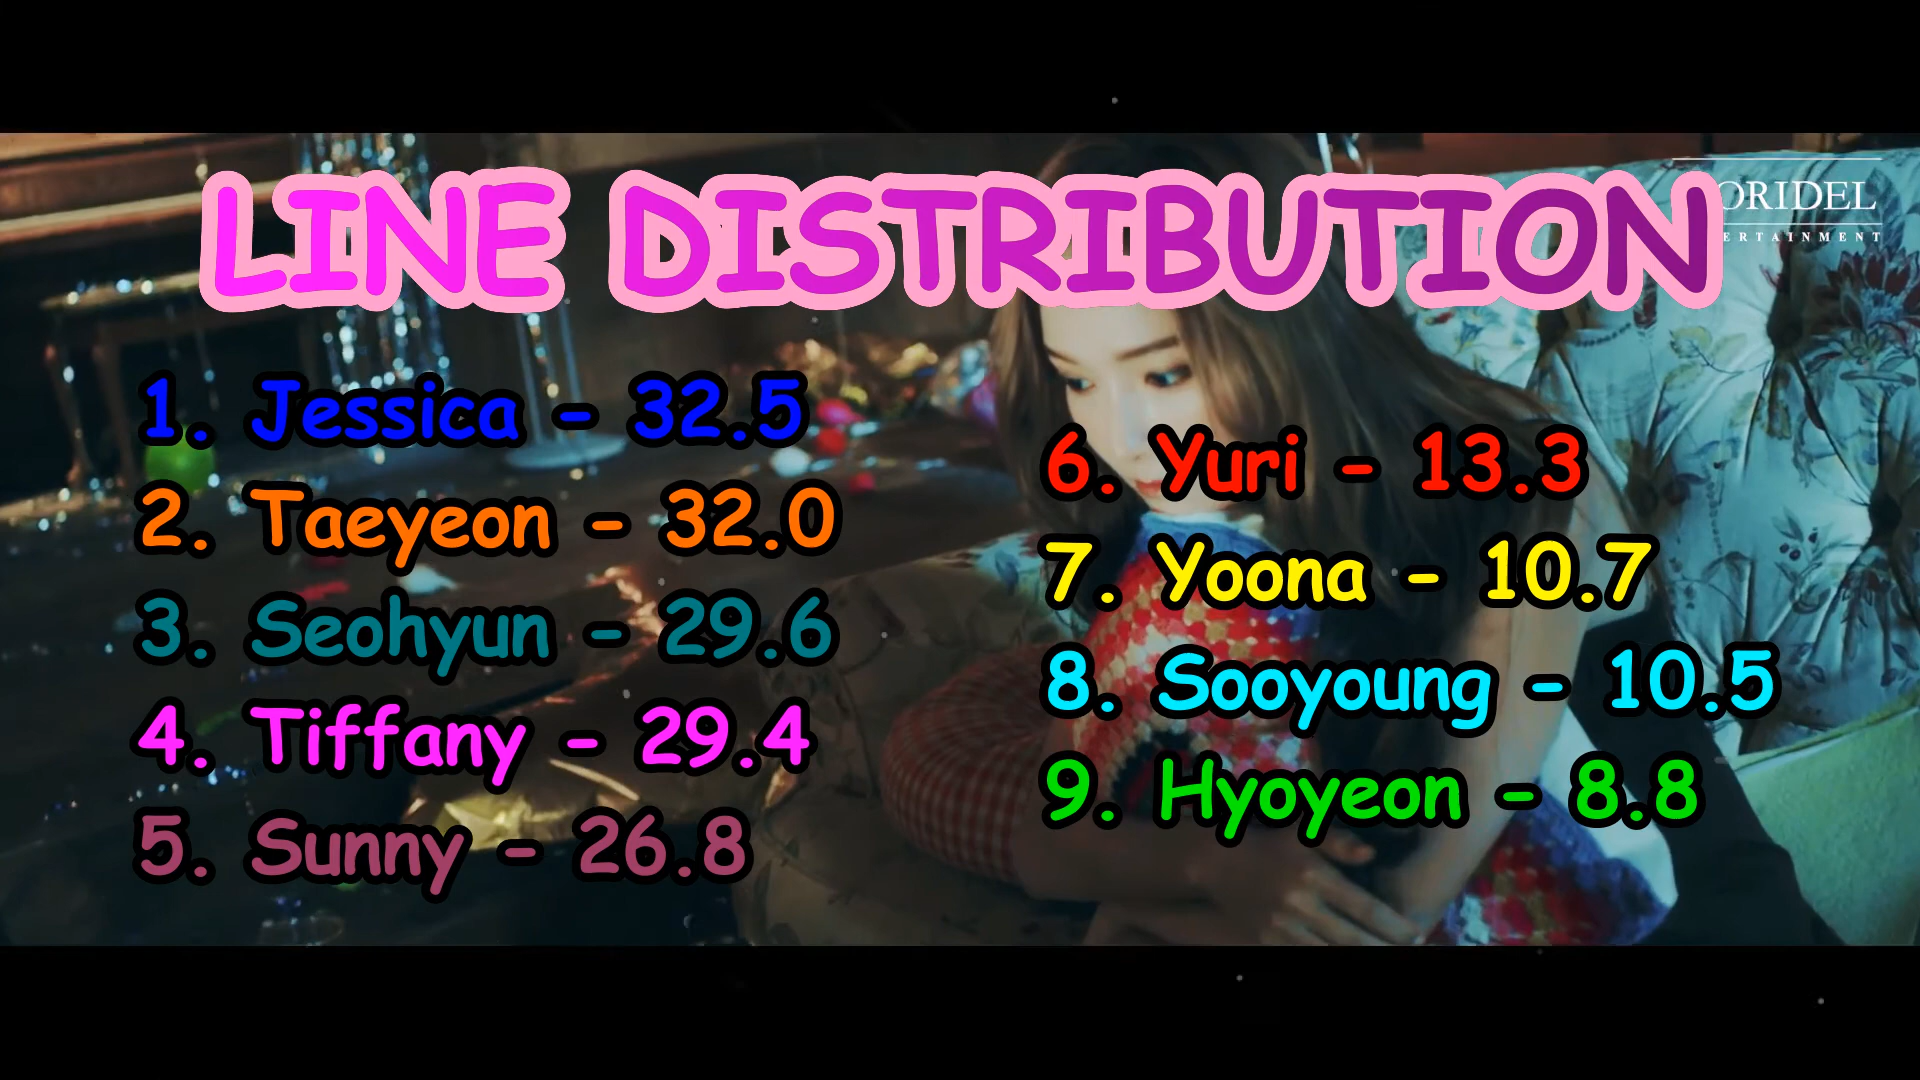 LINE DISTRIBUTION
ORIDEL
ERTAINMENT
1. Jessica - 32.5
2. Taeyeon - 32.0
3. Seohyun - 29.6
4. Tiffany - 29.4
5. Sunny - 26.8
6. Yuri - 13.3
7. Yoona - 10.7
8. Sooyoung - 10.5
9. Hyoyeon - 8.8